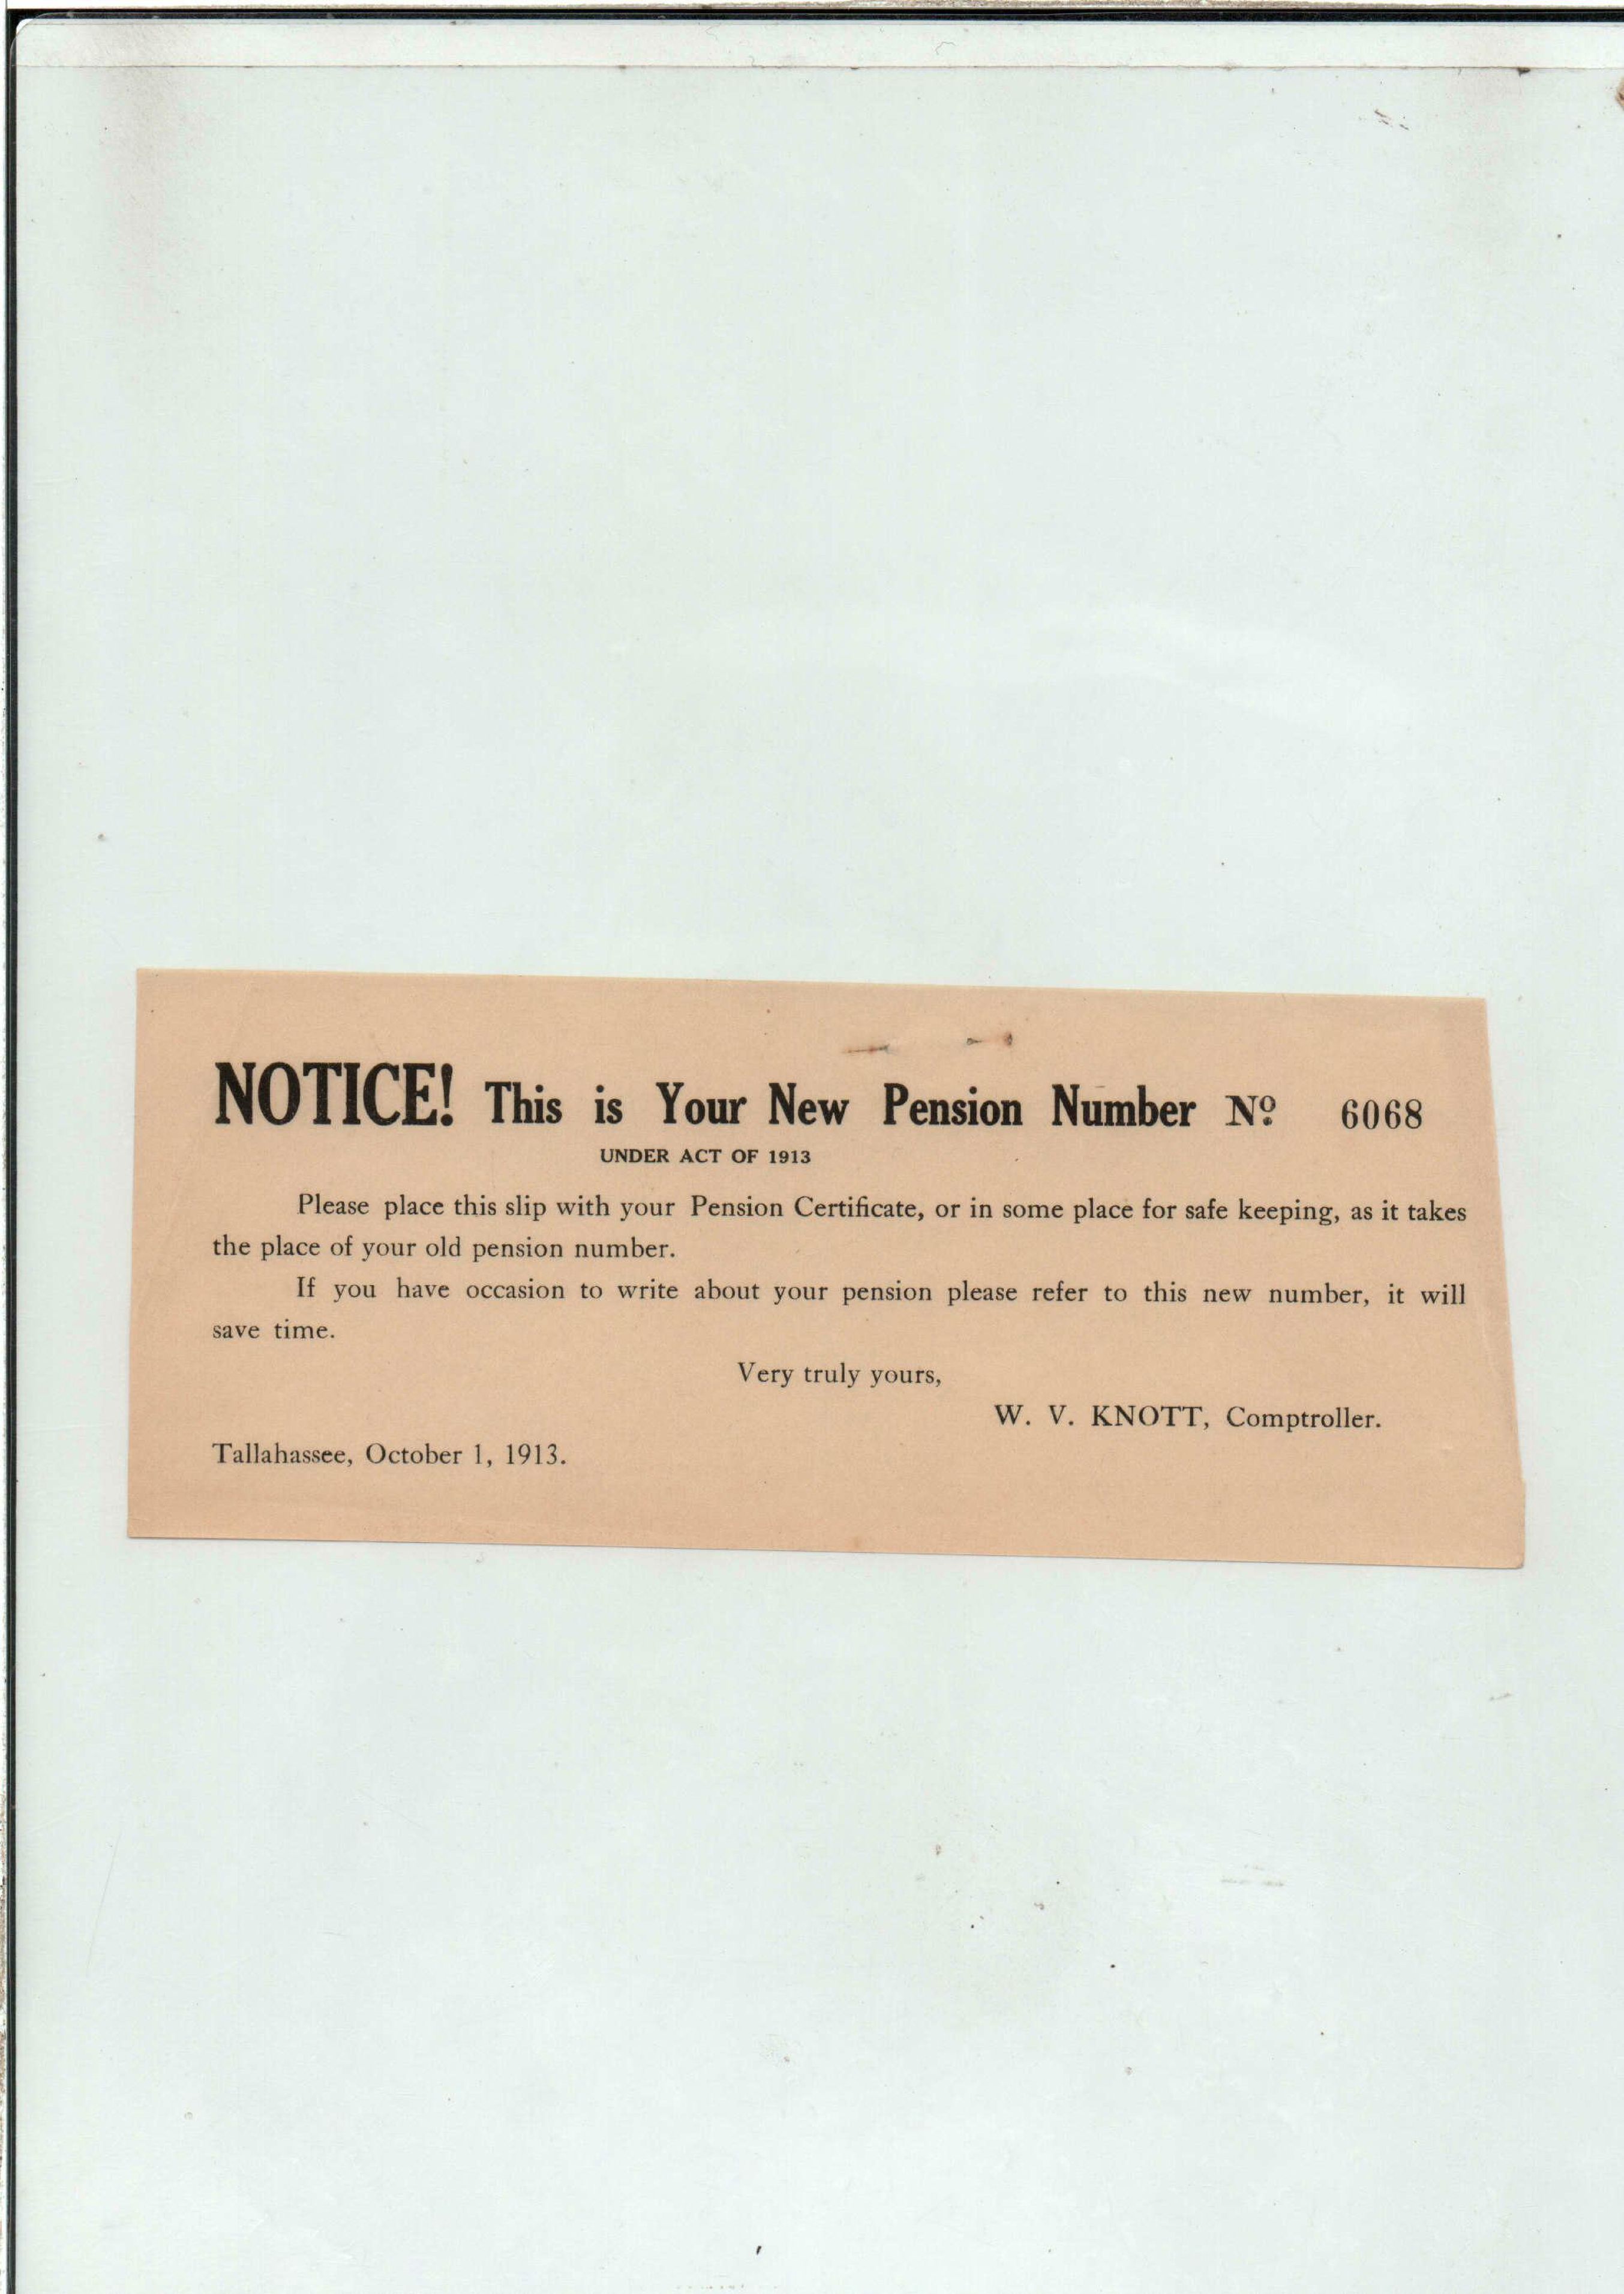 NOTICE! This is Your New Pension Number Nº 6068
UNDER ACT OF 1913
Please place this slip with your Pension Certificate, or in some place for safe keeping, as it takes
the place of your old pension number.
If you have occasion to write about your pension please refer to this new number, it will
save time.
Very truly yours,
W. V. KNOTT, Comptroller.
Tallahassee, October 1, 1913.